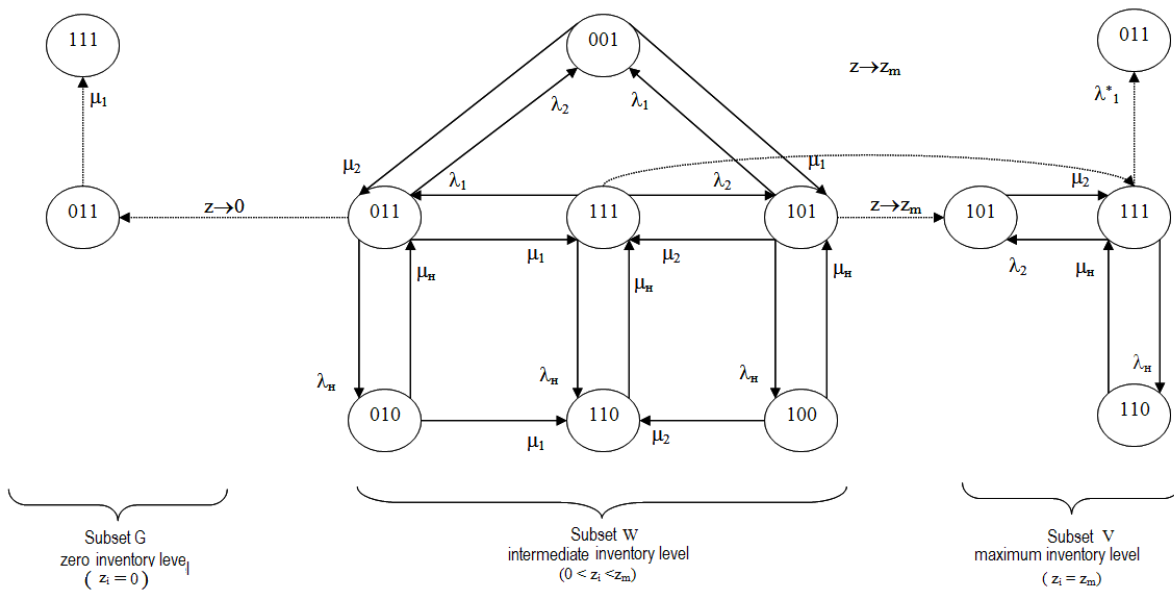 111
001
011
z→zₘ
μ₁
λ₂
λ₁
λ*₁
μ₂
μ₁
λ₁
λ₂
μ₂
011
z→0
011
111
101
z→zₘ
101
111
μ₁
μ₂
λ₂
μн
μн
μн
μн
λн
λн
λн
λн
010
110
100
110
μ₁
μ₂
Subset G
zero inventory level
( zᵢ = 0 )
Subset W
intermediate inventory level
(0 < zᵢ <zₘ)
Subset V
maximum inventory level
( zᵢ = zₘ)